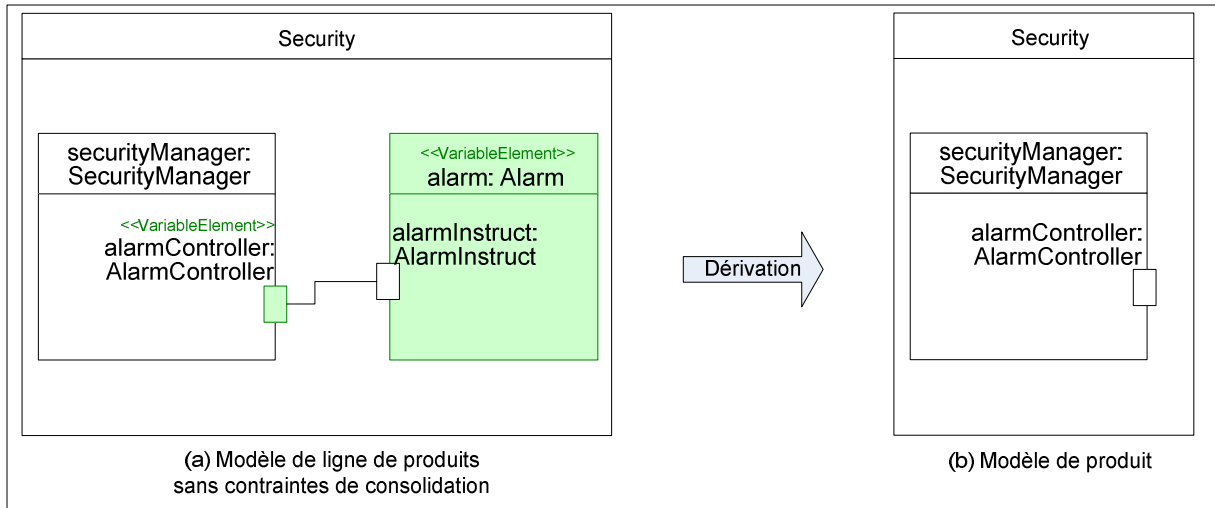 Security
securityManager:
SecurityManager
<<VariableElement>>
alarmController:
AlarmController
<<VariableElement>>
alarm: Alarm
alarmInstruct:
AlarmInstruct
(a) Modèle de ligne de produits
sans contraintes de consolidation
Dérivation
Security
securityManager:
SecurityManager
alarmController:
AlarmController
(b) Modèle de produit